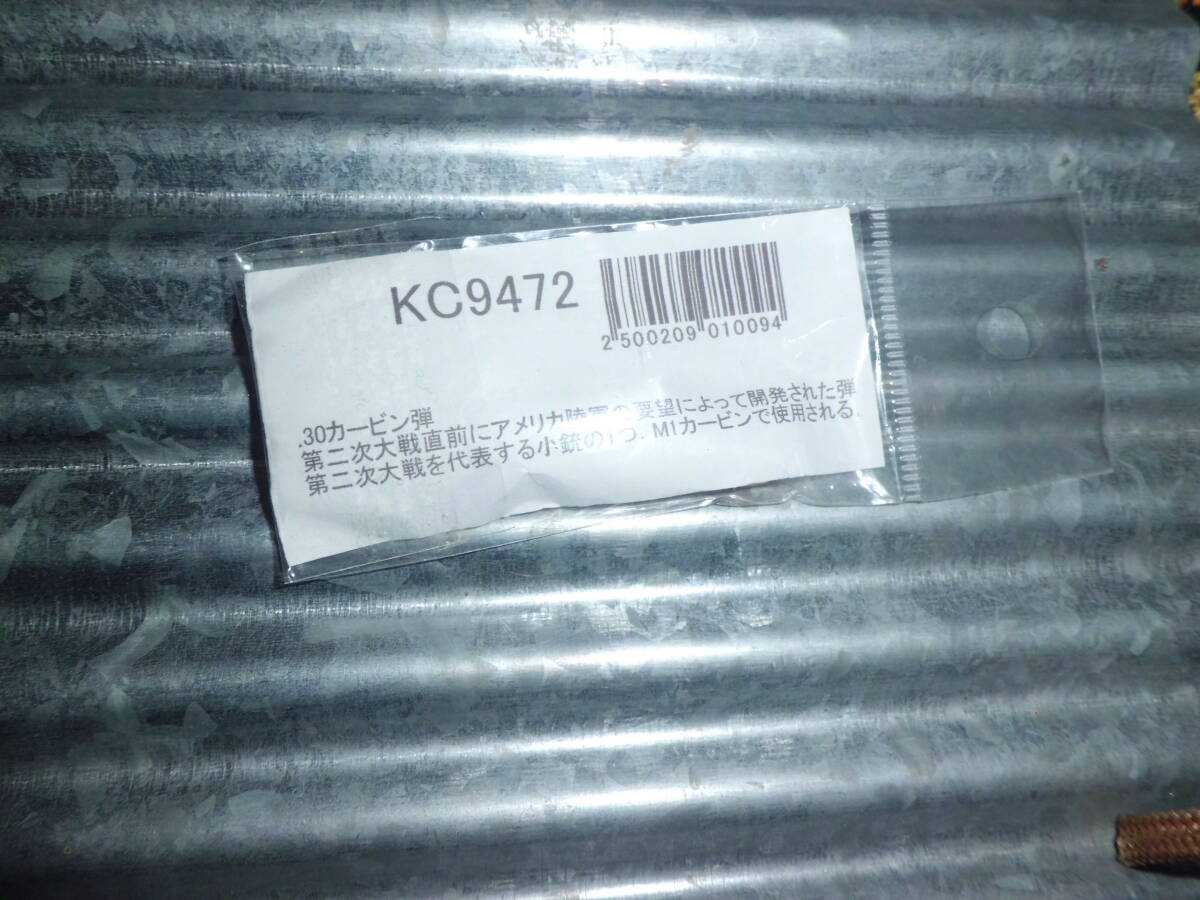 KC9472
2 500209 010094
.30カービン弾
第二次大戦直前にアメリカ陸軍の要望によって開発された弾
第二次大戦を代表する小銃の1つ. M1カービンで使用される.